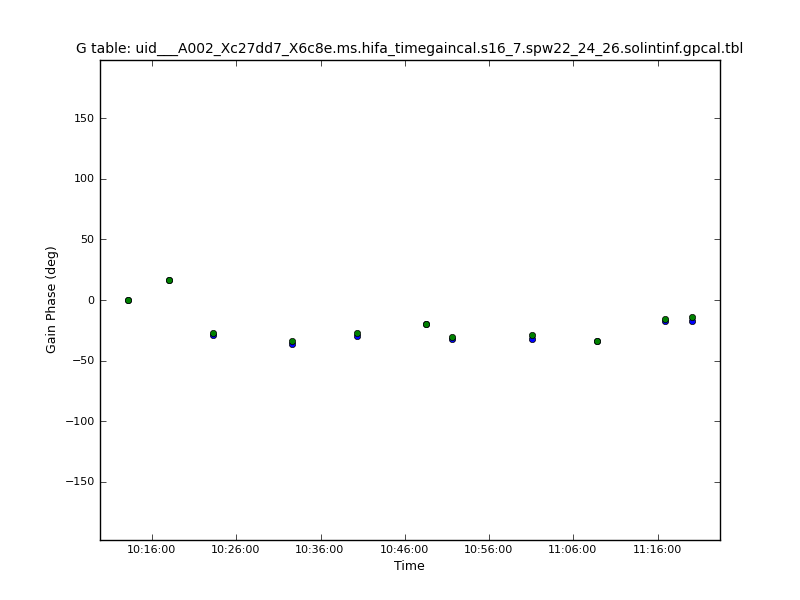 G table: uid___A002_Xc27dd7_X6c8e.ms.hifa_timegaincal.s16_7.spw22_24_26.solintinf.gpcal.tbl
150
100
50
0
−50
−100
−150
Gain Phase (deg)
10:16:00 10:26:00 10:36:00 10:46:00 10:56:00 11:06:00 11:16:00
Time